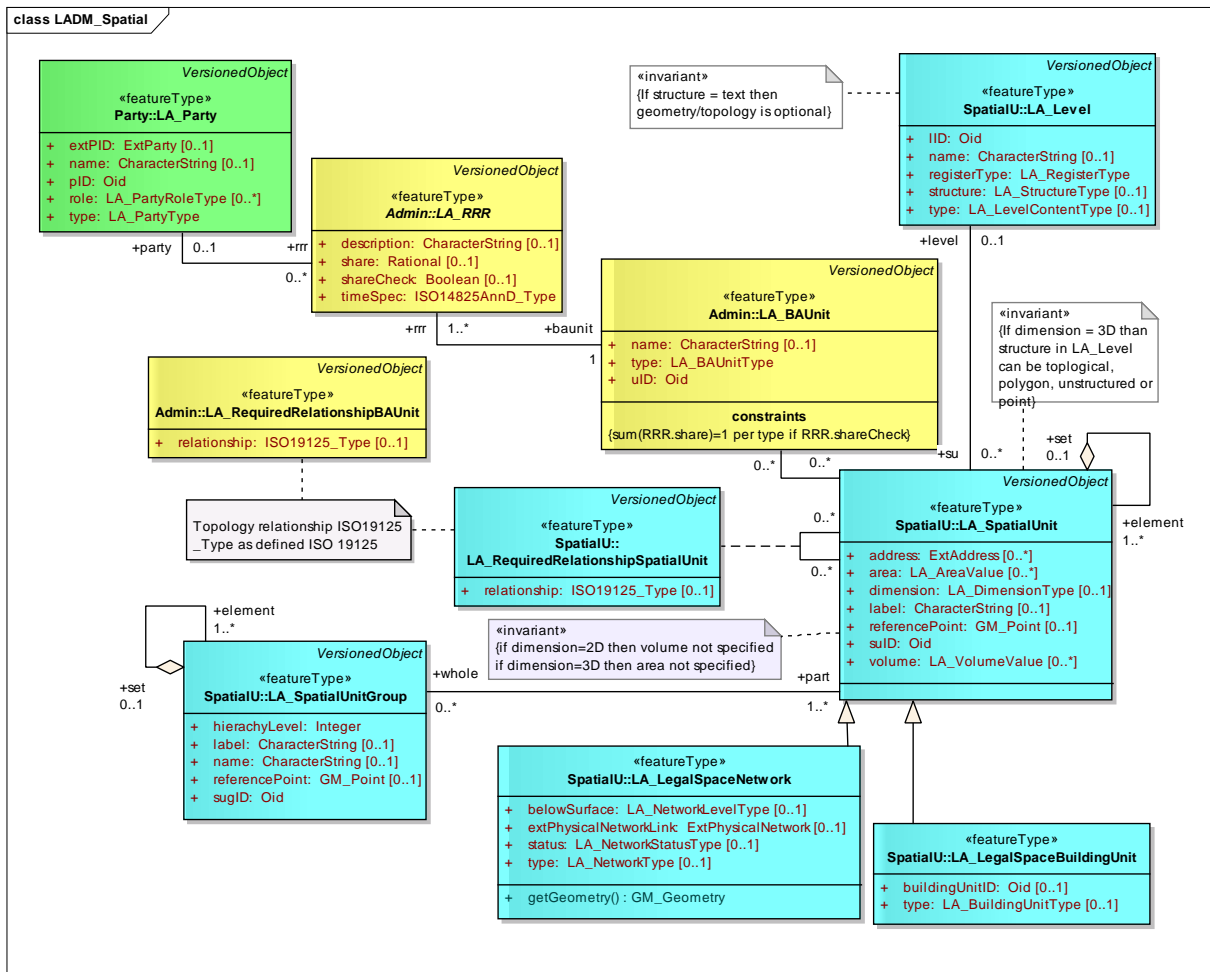 class LADM_Spatial
VersionedObject
«featureType»
Party::LA_Party
+ extPID: ExtParty [0..1]
+ name: CharacterString [0..1]
+ pID: Oid
+ role: LA_PartyRoleType [0..*]
+ type: LA_PartyType
+party
0..1
+rrr
0..*
VersionedObject
«featureType»
Admin::LA_RRR
+ description: CharacterString [0..1]
+ share: Rational [0..1]
+ shareCheck: Boolean [0..1]
+ timeSpec: ISO14825AnnD_Type
+rrr
1..*
+baunit
1
«invariant»
{If structure = text then
geometry/topology is optional}
VersionedObject
«featureType»
SpatialU::LA_Level
+ lID: Oid
+ name: CharacterString [0..1]
+ registerType: LA_RegisterType
+ structure: LA_StructureType [0..1]
+ type: LA_LevelContentType [0..1]
+level
0..1
VersionedObject
«featureType»
Admin::LA_BAUnit
+ name: CharacterString [0..1]
+ type: LA_BAUnitType
+ uID: Oid
constraints
{sum(RRR.share)=1 per type if RRR.shareCheck}
0..*
0..*
+su
0..*
«invariant»
{If dimension = 3D than
structure in LA_Level
can be toplogical,
polygon, unstructured or
point}
+set
0..1
+element
1..*
VersionedObject
«featureType»
Admin::LA_RequiredRelationshipBAUnit
+ relationship: ISO19125_Type [0..1]
Topology relationship ISO19125
_Type as defined ISO 19125
VersionedObject
«featureType»
SpatialU::
LA_RequiredRelationshipSpatialUnit
+ relationship: ISO19125_Type [0..1]
0..*
0..*
VersionedObject
«featureType»
SpatialU::LA_SpatialUnit
+ address: ExtAddress [0..*]
+ area: LA_AreaValue [0..*]
+ dimension: LA_DimensionType [0..1]
+ label: CharacterString [0..1]
+ referencePoint: GM_Point [0..1]
+ suID: Oid
+ volume: LA_VolumeValue [0..*]
«invariant»
{if dimension=2D then volume not specified
if dimension=3D then area not specified}
+element
1..*
+set
0..1
VersionedObject
«featureType»
SpatialU::LA_SpatialUnitGroup
+ hierachyLevel: Integer
+ label: CharacterString [0..1]
+ name: CharacterString [0..1]
+ referencePoint: GM_Point [0..1]
+ sugID: Oid
+whole
0..*
+part
1..*
«featureType»
SpatialU::LA_LegalSpaceNetwork
+ belowSurface: LA_NetworkLevelType [0..1]
+ extPhysicalNetworkLink: ExtPhysicalNetwork [0..1]
+ status: LA_NetworkStatusType [0..1]
+ type: LA_NetworkType [0..1]
+ getGeometry() : GM_Geometry
«featureType»
SpatialU::LA_LegalSpaceBuildingUnit
+ buildingUnitID: Oid [0..1]
+ type: LA_BuildingUnitType [0..1]